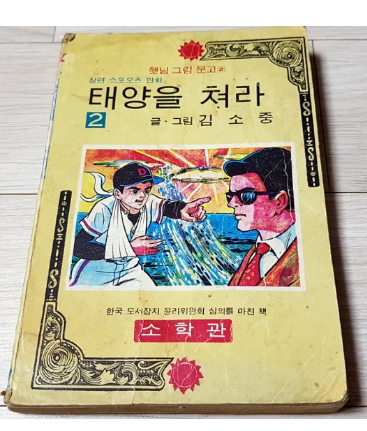 햇님 그림 문고②
장편 스포오츠 만화
태양을 쳐라
2
글·그림 김 소 중
D
한국 도서잡지 윤리위원회 심의를 마친 책
소학관